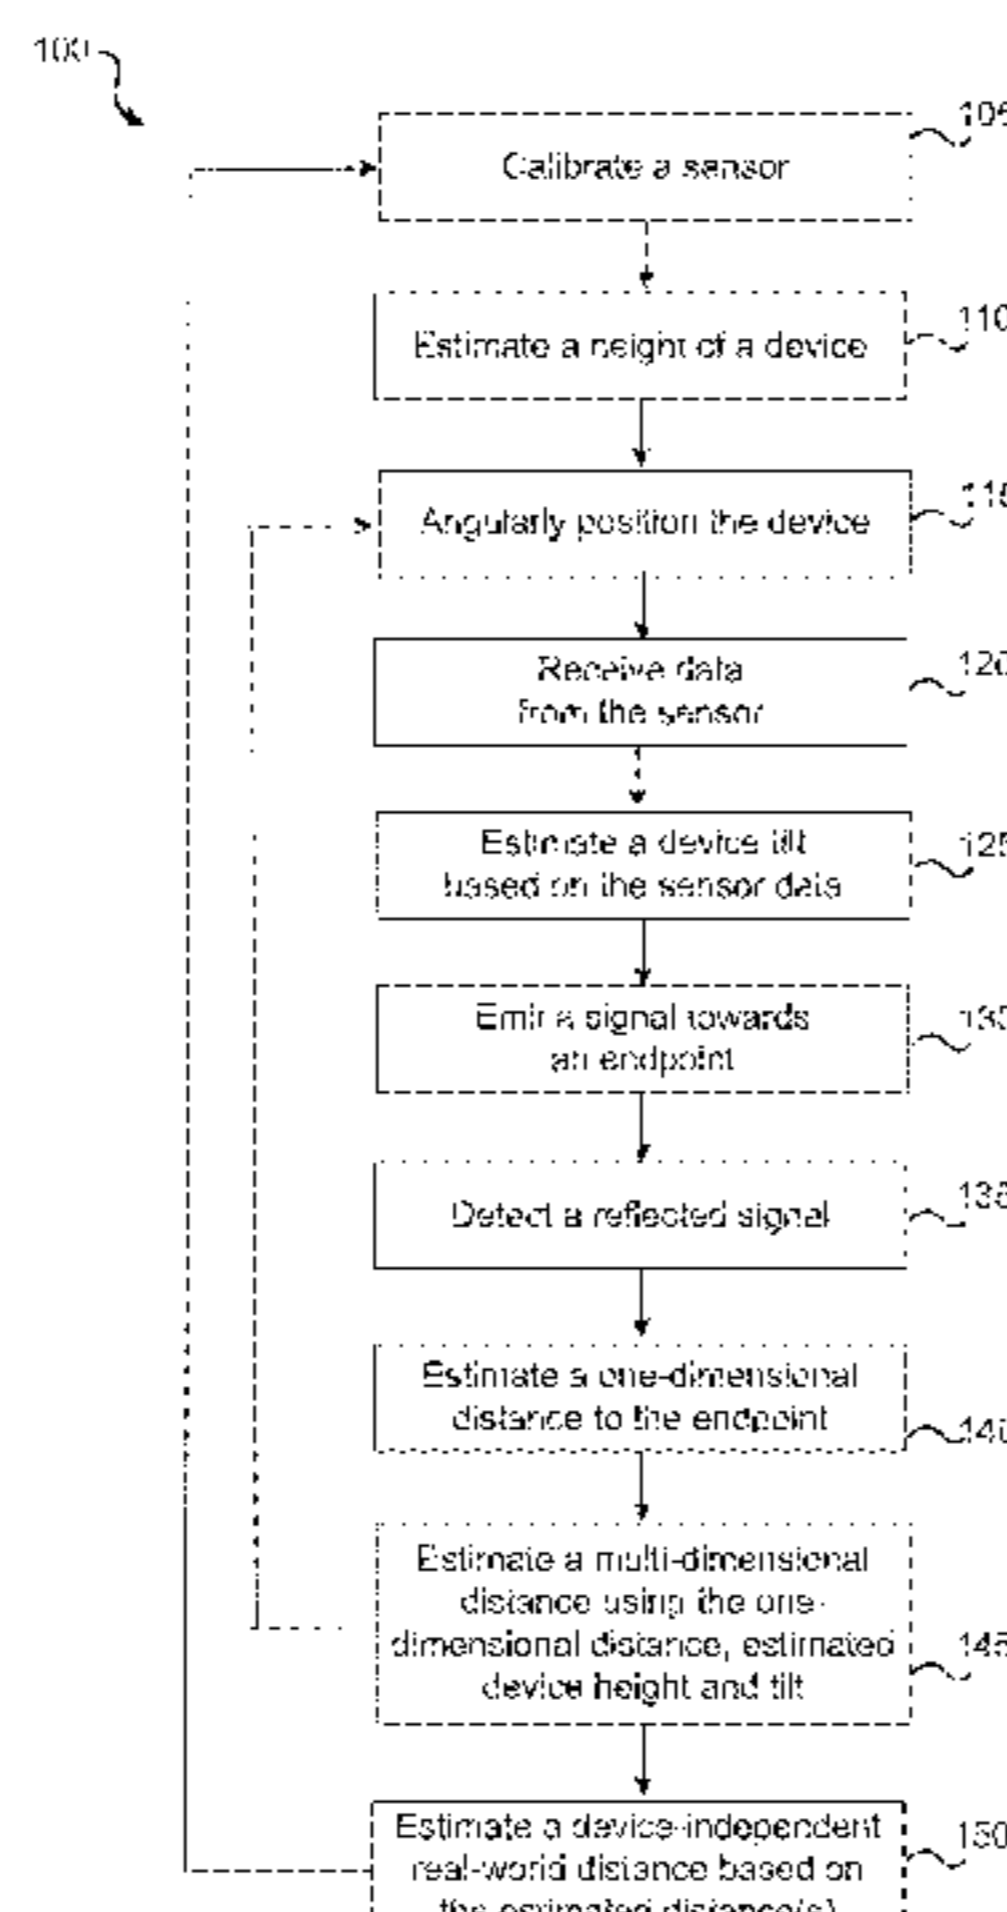 100
Calibrate a sensor
105
Estimate a height of a device
110
Angularly position the device
115
Receive data
from the sensor
120
Estimate a device tilt
based on the sensor data
125
Emit a signal towards
an endpoint
130
Detect a reflected signal
135
Estimate a one-dimensional
distance to the endpoint
140
Estimate a multi-dimensional
distance using the one-
dimensional distance, estimated
device height and tilt
145
Estimate a device-independent
real-world distance based on
the estimated distance(s)
150